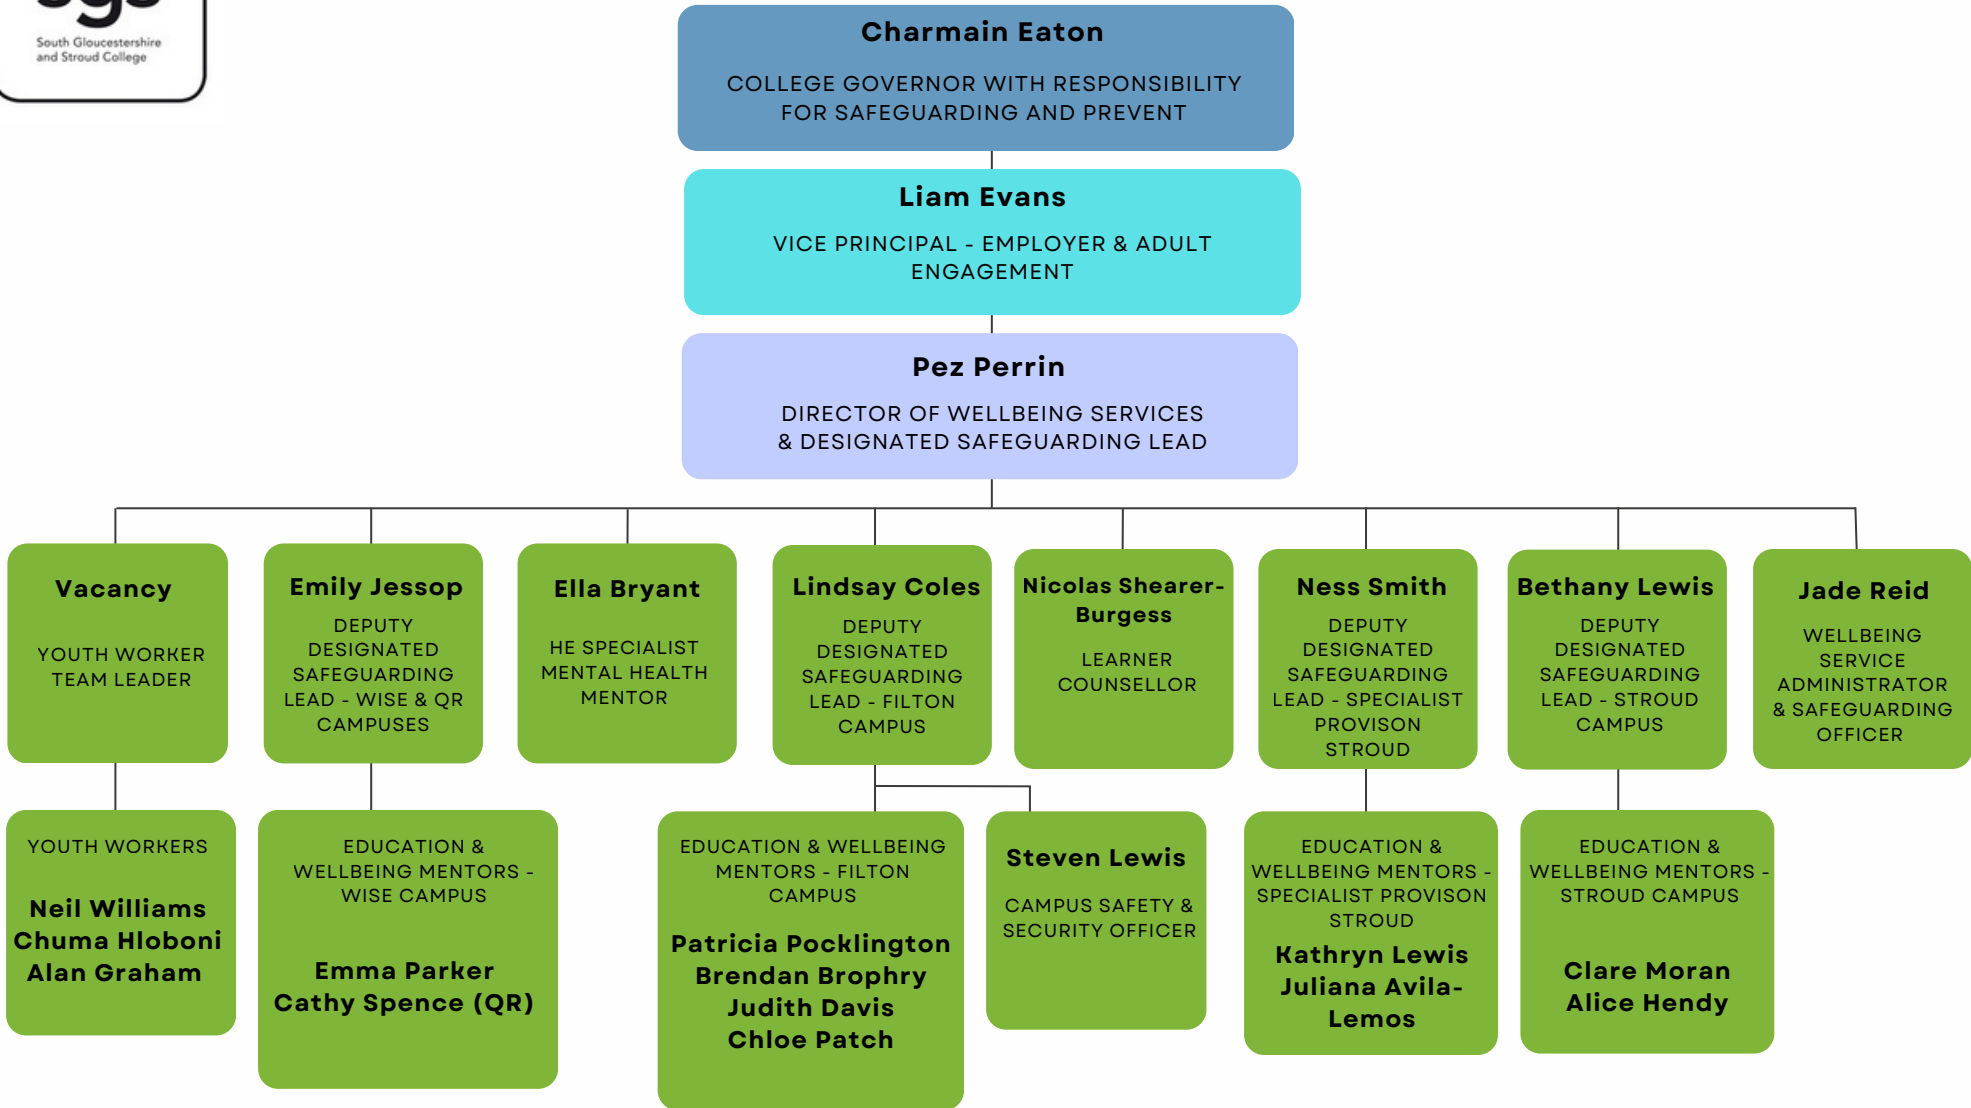 sgs
South Gloucestershire
and Stroud College
Charmain Eaton
COLLEGE GOVERNOR WITH RESPONSIBILITY
FOR SAFEGUARDING AND PREVENT
Liam Evans
VICE PRINCIPAL - EMPLOYER & ADULT
ENGAGEMENT
Pez Perrin
DIRECTOR OF WELLBEING SERVICES
& DESIGNATED SAFEGUARDING LEAD
Vacancy
YOUTH WORKER
TEAM LEADER
Emily Jessop
DEPUTY
DESIGNATED
SAFEGUARDING
LEAD - WISE & QR
CAMPUSES
Ella Bryant
HE SPECIALIST
MENTAL HEALTH
MENTOR
Lindsay Coles
DEPUTY
DESIGNATED
SAFEGUARDING
LEAD - FILTON
CAMPUS
Nicolas Shearer-
Burgess
LEARNER
COUNSELLOR
Ness Smith
DEPUTY
DESIGNATED
SAFEGUARDING
LEAD - SPECIALIST
PROVISON
STROUD
Bethany Lewis
DEPUTY
DESIGNATED
SAFEGUARDING
LEAD - STROUD
CAMPUS
Jade Reid
WELLBEING
SERVICE
ADMINISTRATOR
& SAFEGUARDING
OFFICER
YOUTH WORKERS
Neil Williams
Chuma Hloboni
Alan Graham
EDUCATION &
WELLBEING MENTORS -
WISE CAMPUS
Emma Parker
Cathy Spence (QR)
EDUCATION & WELLBEING
MENTORS - FILTON
CAMPUS
Patricia Pocklington
Brendan Brophry
Judith Davis
Chloe Patch
Steven Lewis
CAMPUS SAFETY &
SECURITY OFFICER
EDUCATION &
WELLBEING MENTORS -
SPECIALIST PROVISON
STROUD
Kathryn Lewis
Juliana Avila-
Lemos
EDUCATION &
WELLBEING MENTORS -
STROUD CAMPUS
Clare Moran
Alice Hendy